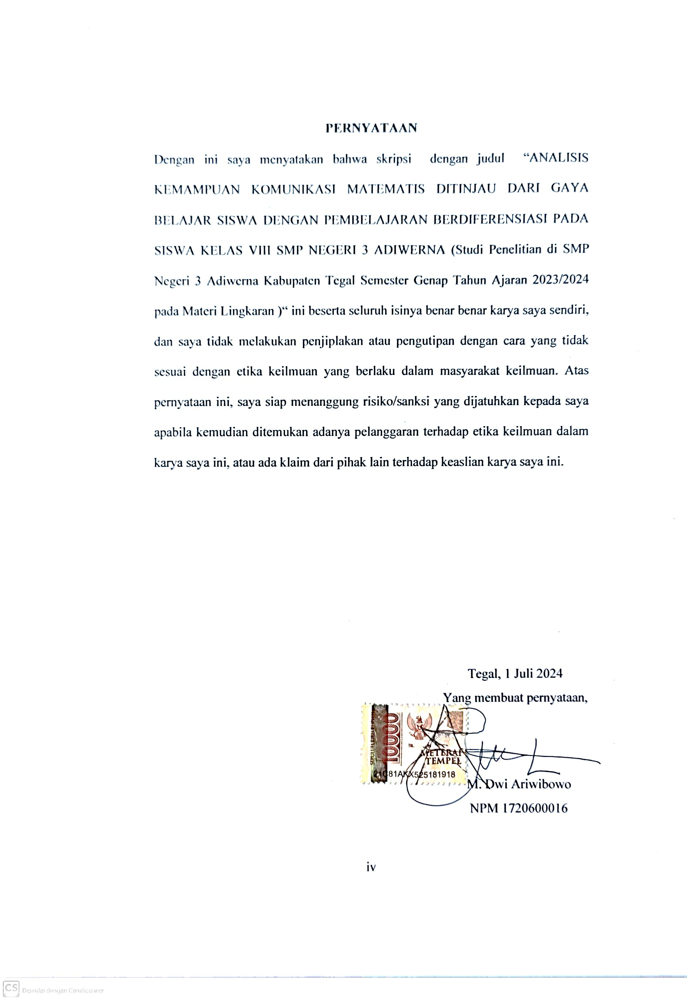 PERNYATAAN
Dengan ini saya menyatakan bahwa skripsi dengan judul “ANALISIS
KEMAMPUAN KOMUNIKASI MATEMATIS DITINJAU DARI GAYA
BELAJAR SISWA DENGAN PEMBELAJARAN BERDIFERENSIASI PADA
SISWA KELAS VIII SMP NEGERI 3 ADIWERNA (Studi Penelitian di SMP
Negeri 3 Adiwerna Kabupaten Tegal Semester Genap Tahun Ajaran 2023/2024
pada Materi Lingkaran )“ ini beserta seluruh isinya benar benar karya saya sendiri,
dan saya tidak melakukan penjiplakan atau pengutipan dengan cara yang tidak
sesuai dengan etika keilmuan yang berlaku dalam masyarakat keilmuan. Atas
pernyataan ini, saya siap menanggung risiko/sanksi yang dijatuhkan kepada saya
apabila kemudian ditemukan adanya pelanggaran terhadap etika keilmuan dalam
karya saya ini, atau ada klaim dari pihak lain terhadap keaslian karya saya ini.
Tegal, 1 Juli 2024
Yang membuat pernyataan,
SEPULUH RIBU RUPIAH
10000
TGL.
METERAI
TEMPEL
M. Dwi Ariwibowo
NPM 1720600016
iv
CS Dipindai dengan CamScanner